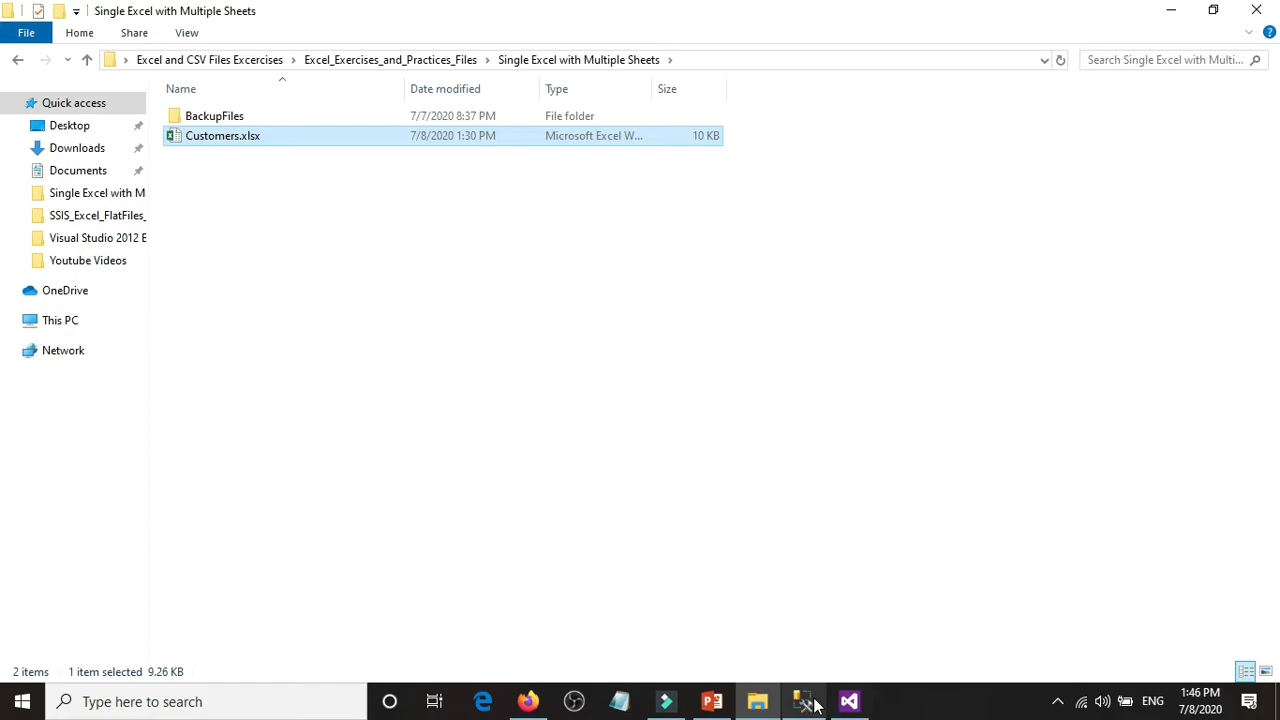 Single Excel with Multiple Sheets
File Home Share View
Excel and CSV Files Excercises Excel_Exercises_and_Practices_Files Single Excel with Multiple Sheets Search Single Excel with Multi...
Name Date modified Type Size
Quick access
Desktop
Downloads
Documents
Single Excel with M
SSIS_Excel_FlatFiles_
Visual Studio 2012 E
Youtube Videos
OneDrive
This PC
Network
BackupFiles 7/7/2020 8:37 PM File folder
Customers.xlsx 7/8/2020 1:30 PM Microsoft Excel W... 10 KB
2 items 1 item selected 9.26 KB
Type here to search
ENG
1:46 PM
7/8/2020